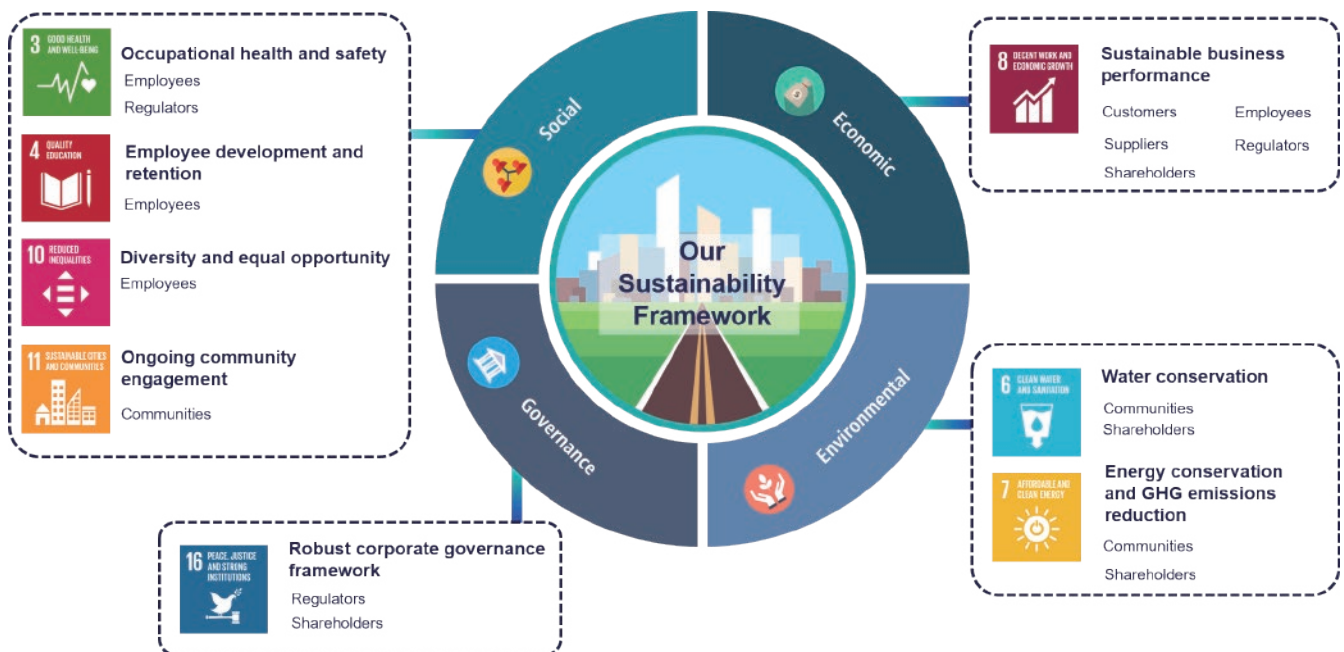 3 GOOD HEALTH
AND WELL-BEING
Occupational health and safety
Employees
Regulators
4 QUALITY
EDUCATION
Employee development and
retention
Employees
10 REDUCED
INEQUALITIES
Diversity and equal opportunity
Employees
11 SUSTAINABLE CITIES
AND COMMUNITIES
Ongoing community
engagement
Communities
Social
Economic
Governance
Environmental
Our
Sustainability
Framework
8 DECENT WORK AND
ECONOMIC GROWTH
Sustainable business
performance
Customers Employees
Suppliers Regulators
Shareholders
6 CLEAN WATER
AND SANITATION
Water conservation
Communities
Shareholders
7 AFFORDABLE AND
CLEAN ENERGY
Energy conservation
and GHG emissions
reduction
Communities
Shareholders
16 PEACE, JUSTICE
AND STRONG
INSTITUTIONS
Robust corporate governance
framework
Regulators
Shareholders